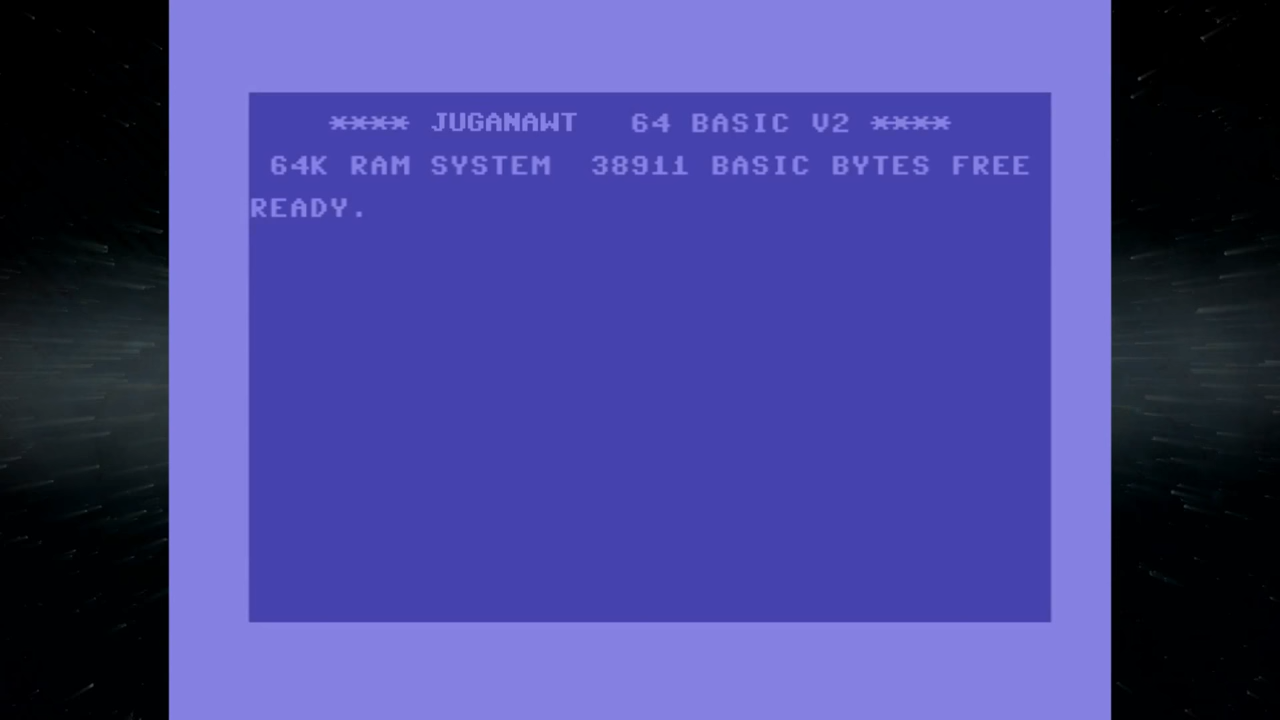 **** JUGANAWT 64 BASIC V2 ****
64K RAM SYSTEM 38911 BASIC BYTES FREE
READY.